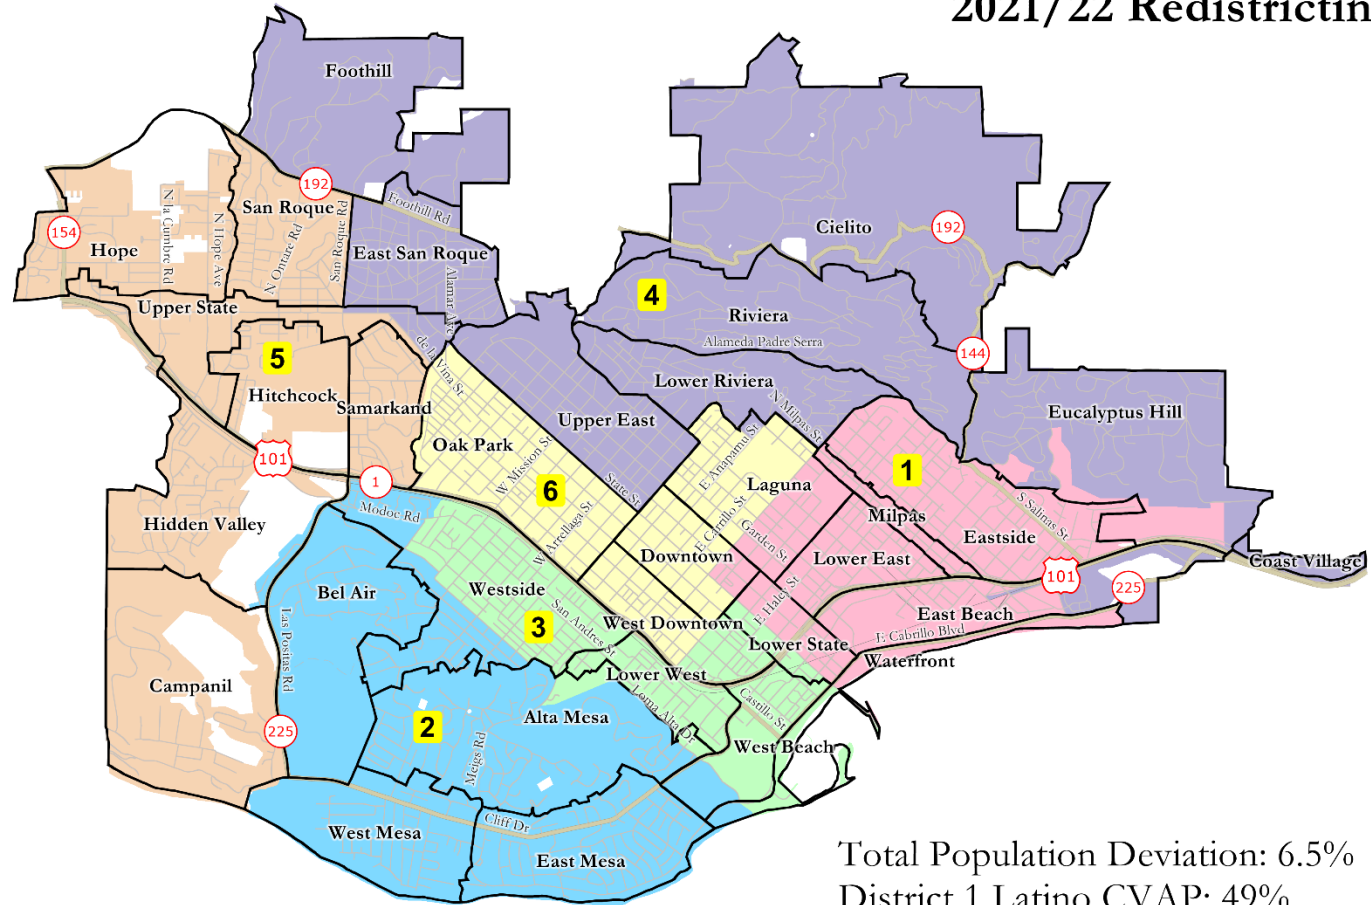 2021/22 Redistrictin
Foothill
192
San Roque
Foothill Rd
154
Hope
N la Cumbre Rd
N Hope Ave
N Ontare Rd
San Roque Rd
East San Roque
Alamar Ave
Cielito
192
Upper State
4
Riviera
Alameda Padre Serra
144
5
Hitchcock
Samarkand
de la Vina St
Lower Riviera
N Milpas St
Upper East
Eucalyptus Hill
Oak Park
W Mission St
State St
E Anapamu St
101
1
6
Laguna
1
Modoc Rd
W Arrellaga St
E Carrillo St
Garden St
Milpas
S Salinas St
Hidden Valley
Eastside
Downtown
Lower East
Coast Village
Bel Air
Westside
101
225
3
San Andres St
E Haley St
East Beach
West Downtown
E Cabrillo Blvd
Las Positas Rd
Lower State
Waterfront
Campanil
Lower West
Loma Alta Dr
Castillo St
225
2
Alta Mesa
Meigs Rd
West Beach
Cliff Dr
West Mesa
East Mesa
Total Population Deviation: 6.5%
District 1 Latino CVAP: 49%